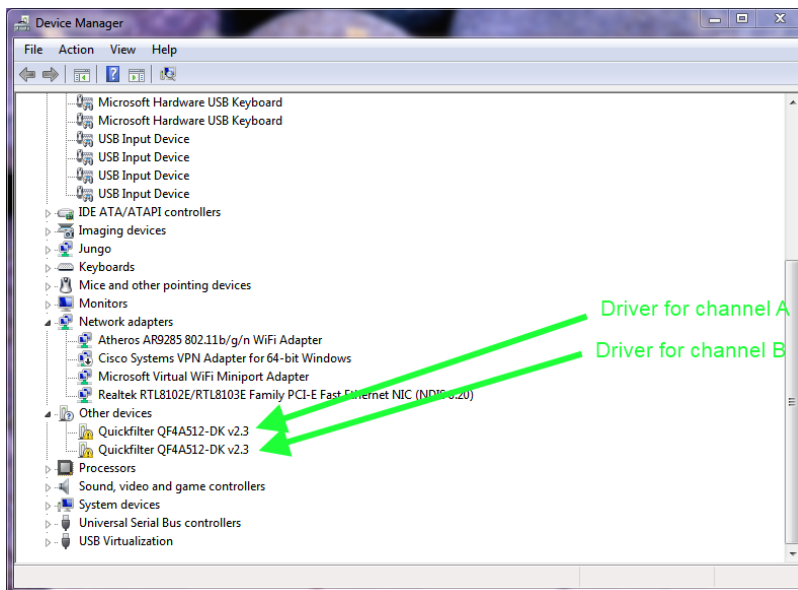 Device Manager
File Action View Help
Microsoft Hardware USB Keyboard
Microsoft Hardware USB Keyboard
USB Input Device
USB Input Device
USB Input Device
USB Input Device
IDE ATA/ATAPI controllers
Imaging devices
Jungo
Keyboards
Mice and other pointing devices
Monitors
Driver for channel A
Network adapters
Atheros AR9285 802.11b/g/n WiFi Adapter
Driver for channel B
Cisco Systems VPN Adapter for 64-bit Windows
Microsoft Virtual WiFi Miniport Adapter
Realtek RTL8102E/RTL8103E Family PCI-E Fast Ethernet NIC (NDIS 6.20)
Other devices
Quickfilter QF4A512-DK v2.3
Quickfilter QF4A512-DK v2.3
Processors
Sound, video and game controllers
System devices
Universal Serial Bus controllers
USB Virtualization